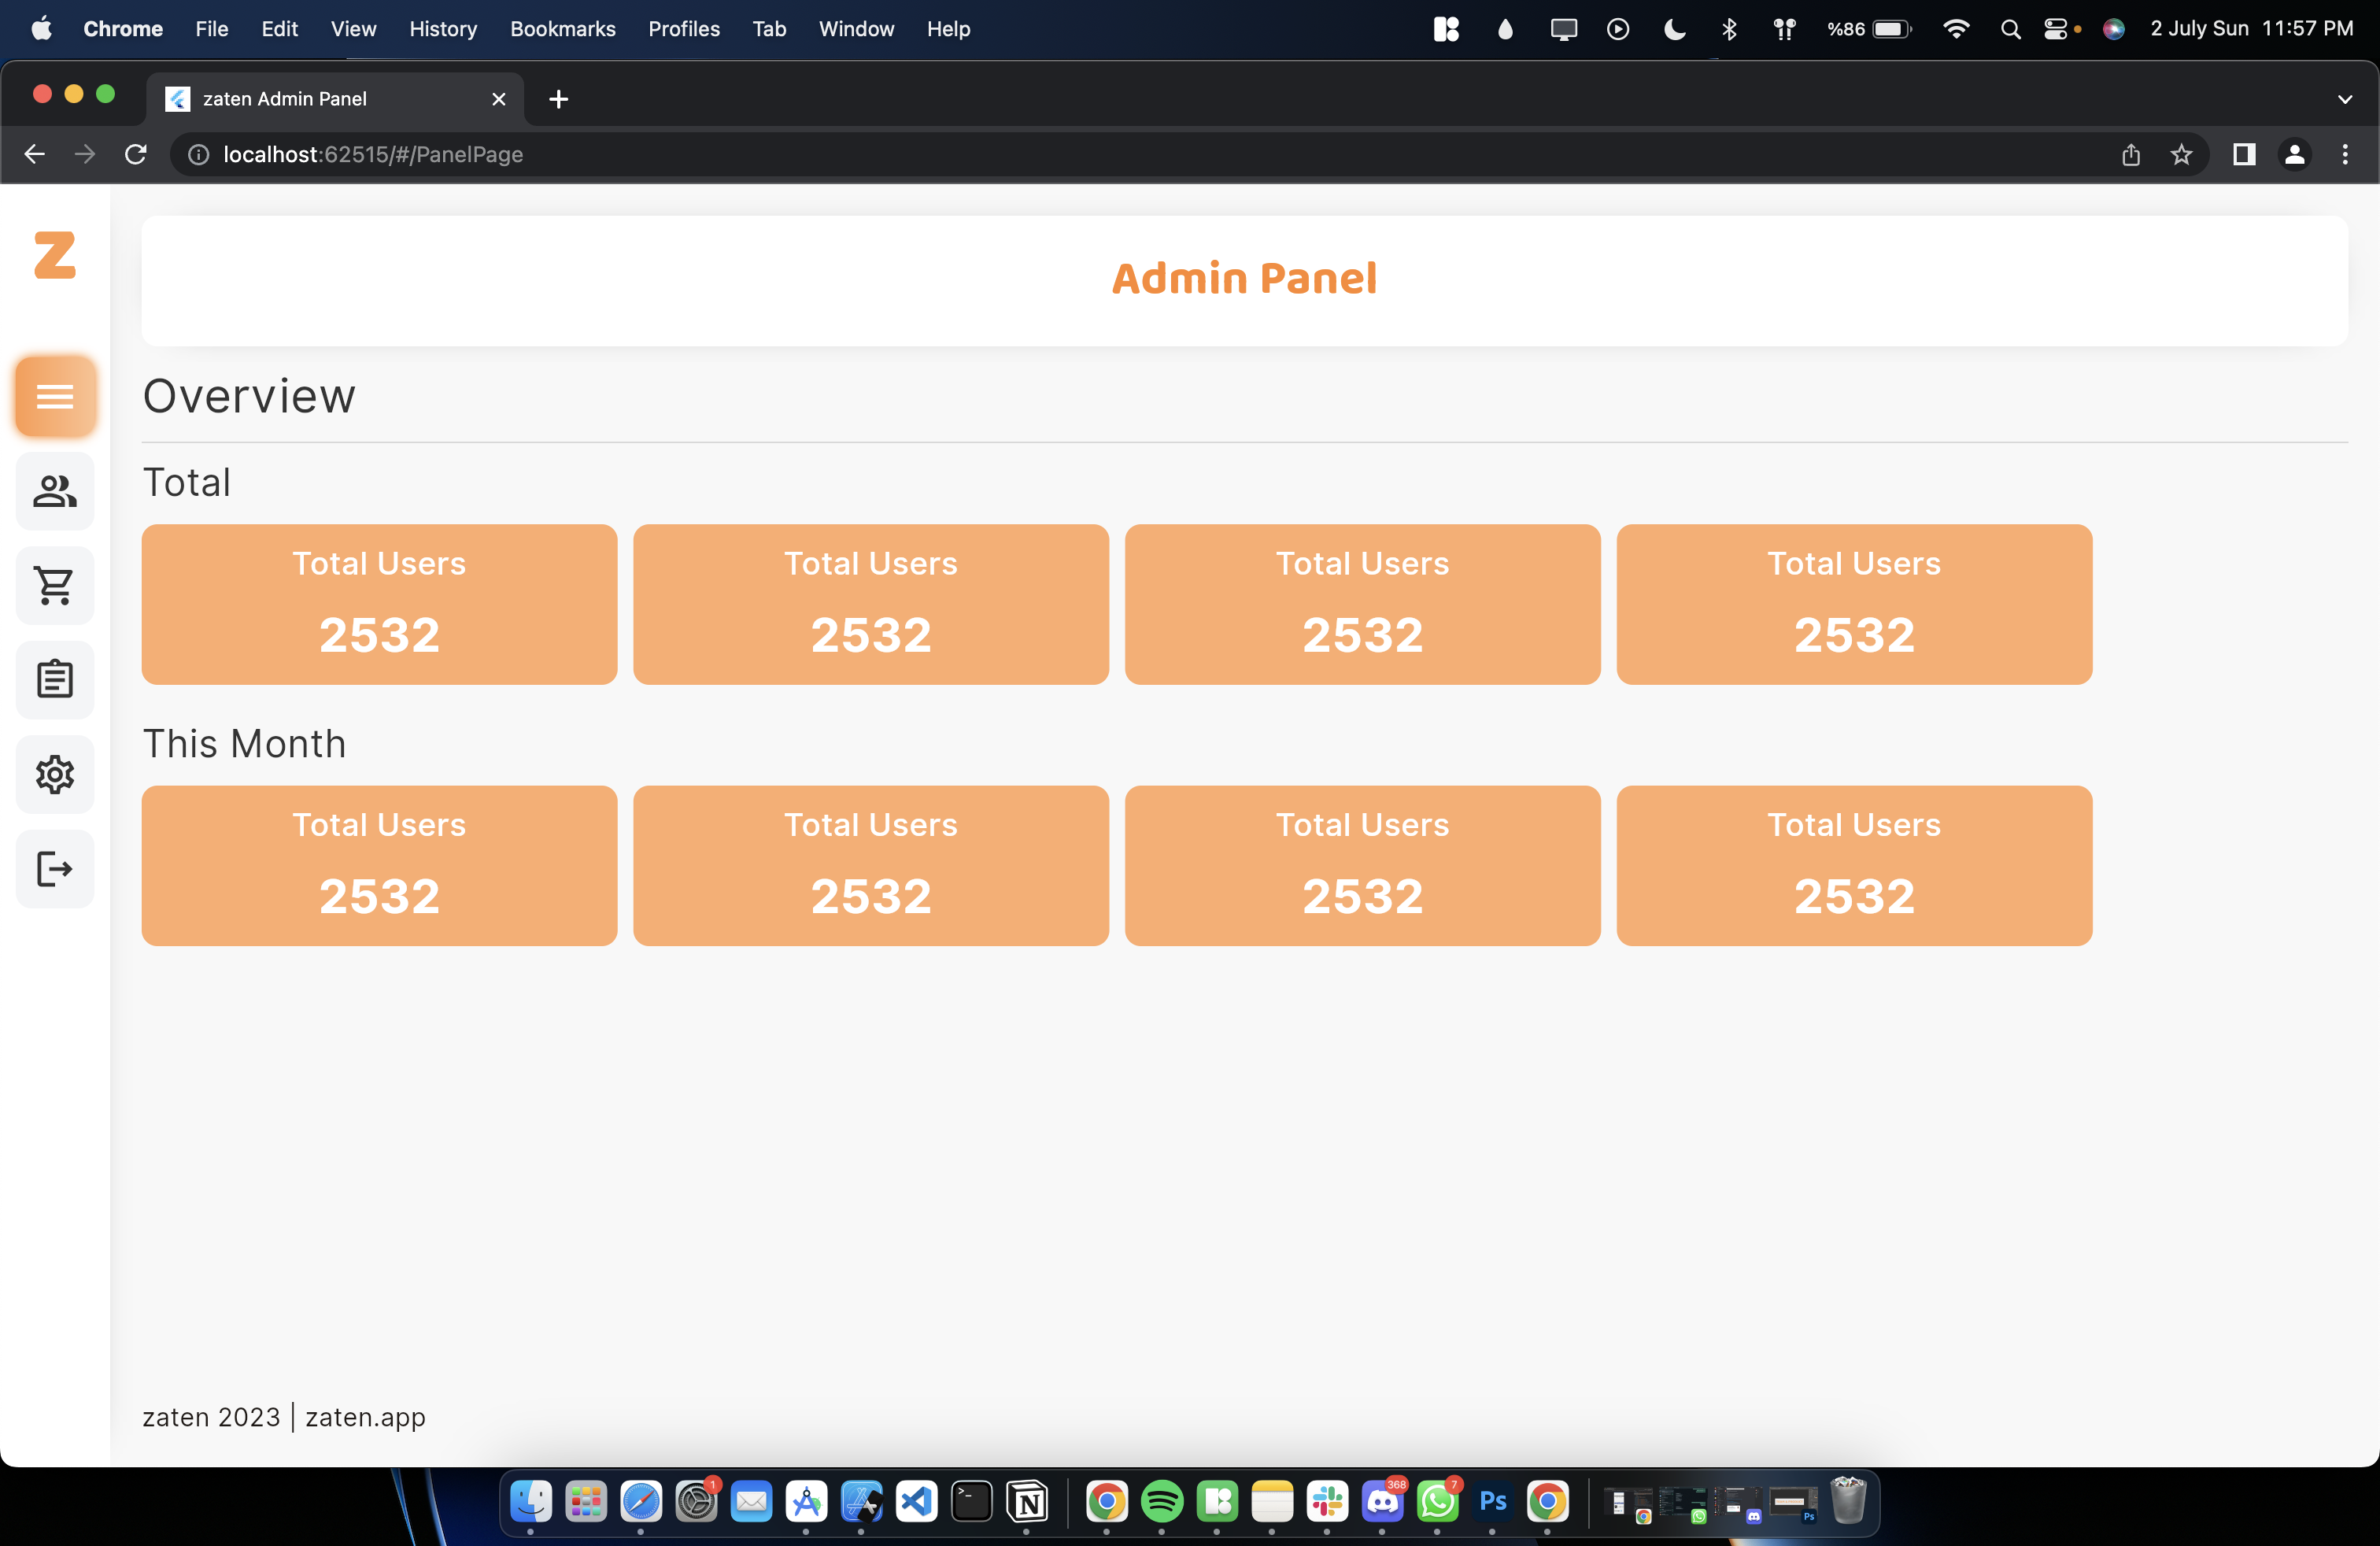 Chrome File Edit View History Bookmarks Profiles Tab Window Help %86 2 July Sun 11:57 PM
zaten Admin Panel
localhost:62515/#/PanelPage
Z
Admin Panel
Overview
Total
Total Users Total Users Total Users Total Users
2532 2532 2532 2532
This Month
Total Users Total Users Total Users Total Users
2532 2532 2532 2532
zaten 2023 | zaten.app
1 368 7
N Ps Ps